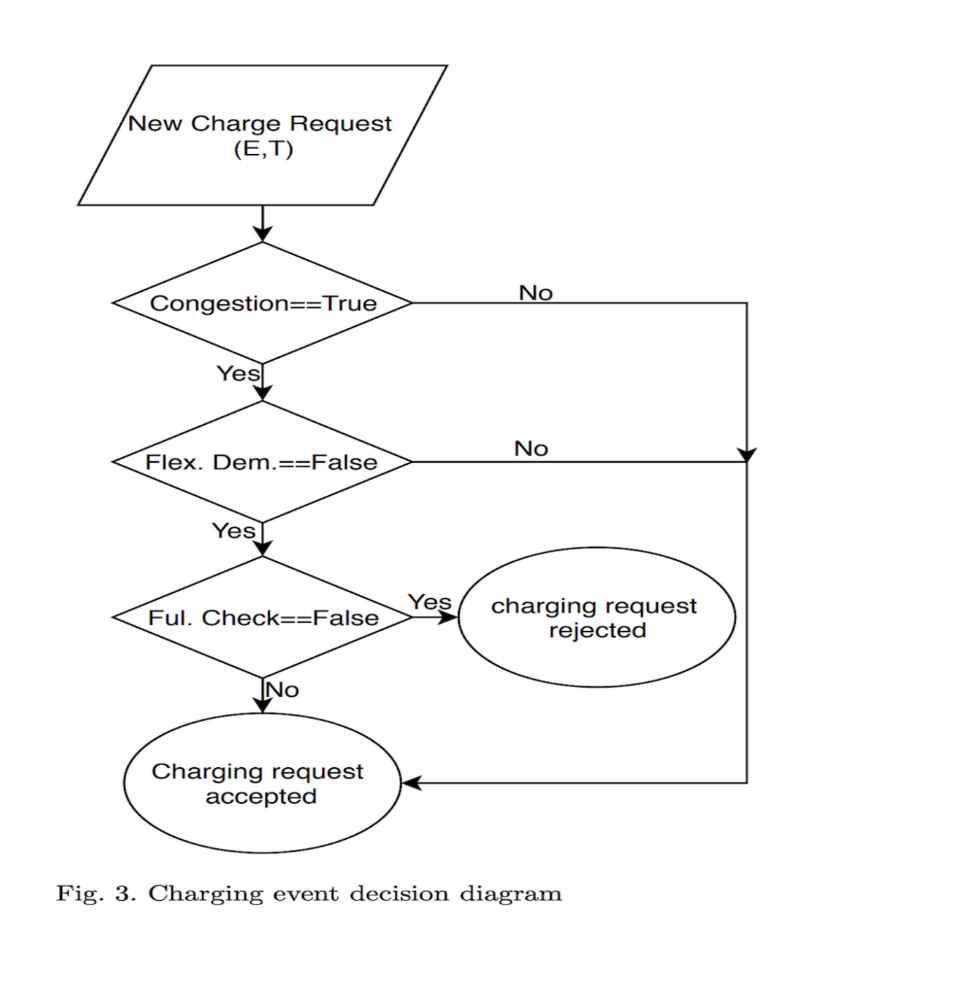 New Charge Request
(E,T)
Congestion==True
No
Yes
Flex. Dem.==False
No
Yes
Ful. Check==False
Yes
charging request
rejected
No
Charging request
accepted
Fig. 3. Charging event decision diagram